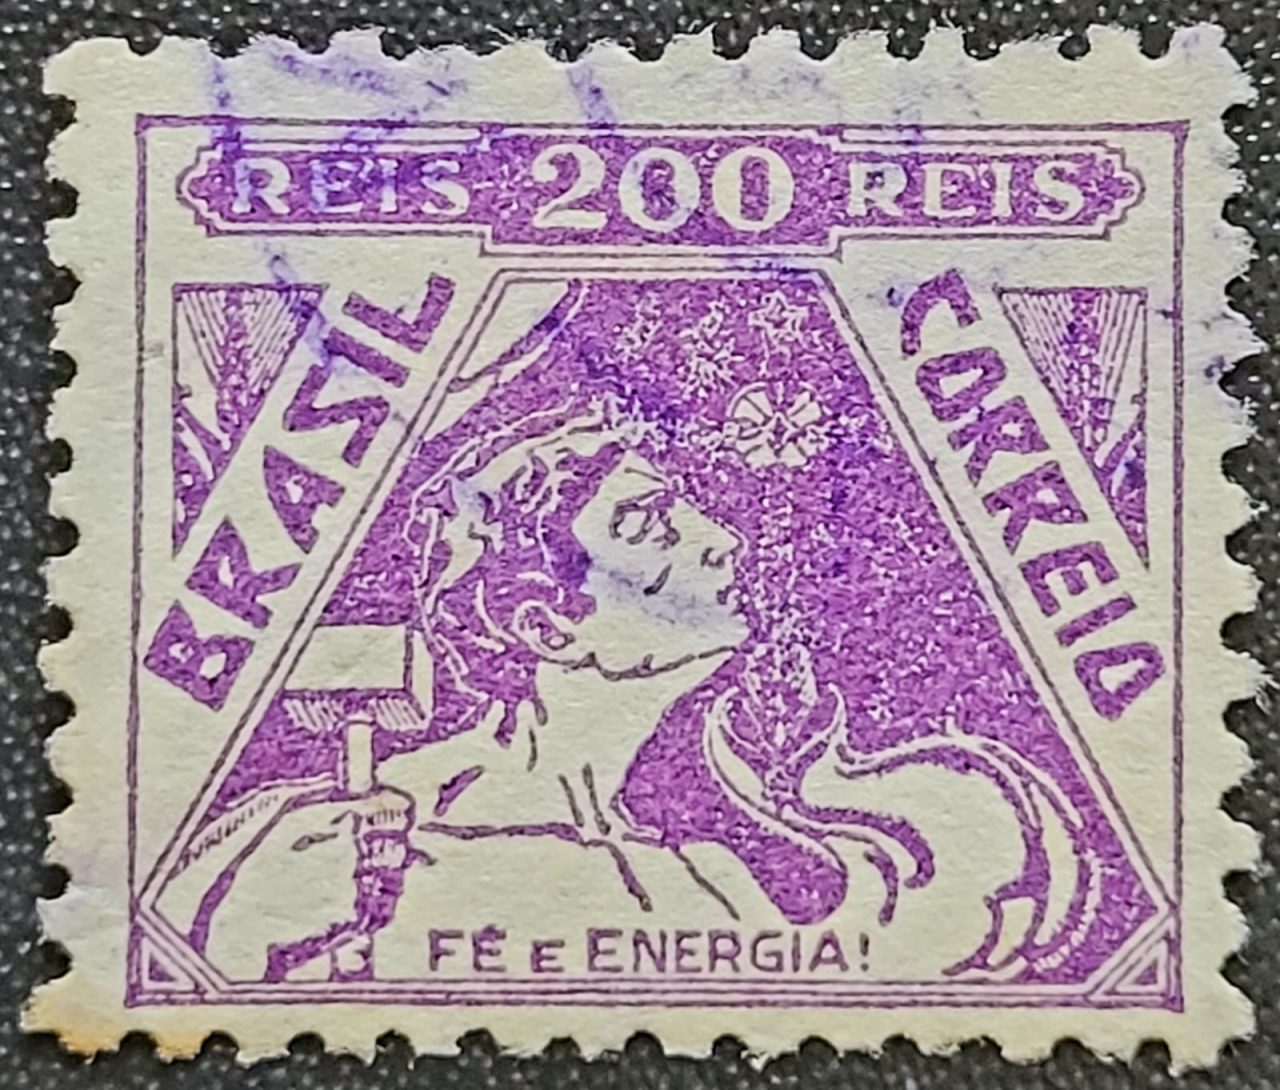 REIS 200 REIS
BRASIL
CORREIO
FÉ E ENERGIA!